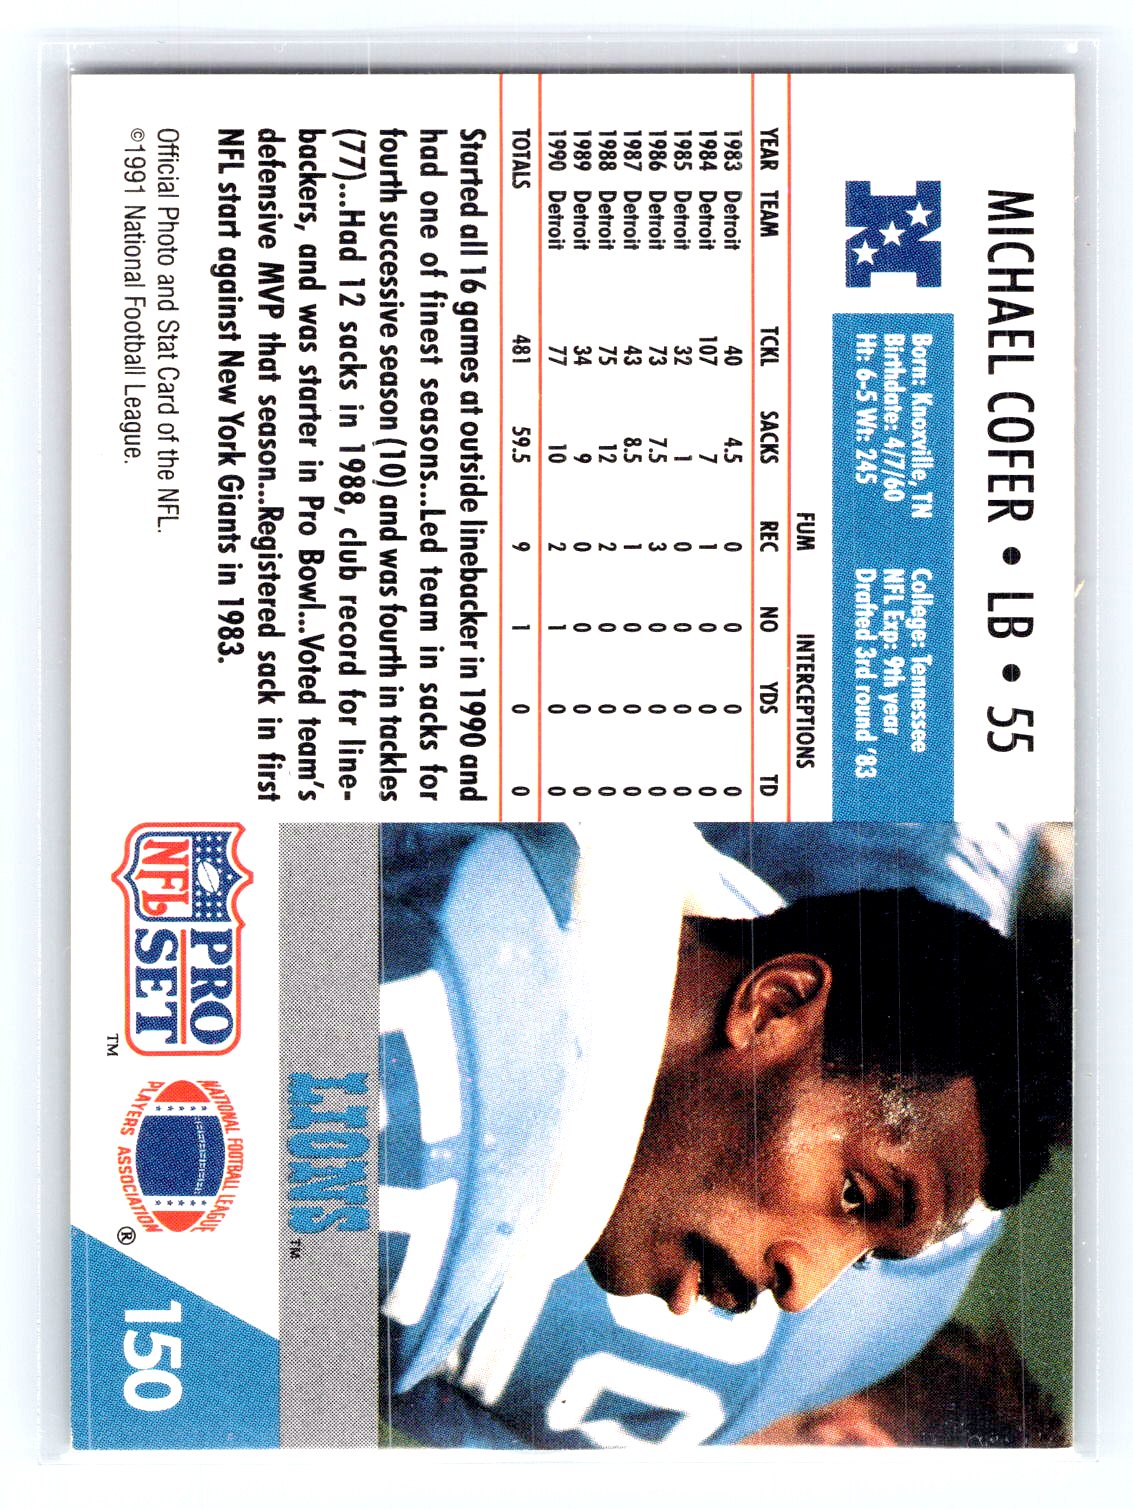 MICHAEL COFER • LB • 55
Born: Knoxville, TN College: Tennessee
Birthdate: 4/7/60 NFL Exp: 9th year
Ht: 6-5 Wt: 245 Drafted 3rd round '83
FUM INTERCEPTIONS
YEAR TEAM TCKL SACKS REC NO YDS TD
1983 Detroit 40 4.5 0 0 0 0
1984 Detroit 107 7 1 0 0 0
1985 Detroit 32 1 0 0 0 0
1986 Detroit 73 7.5 3 0 0 0
1987 Detroit 43 8.5 1 0 0 0
1988 Detroit 75 12 2 0 0 0
1989 Detroit 34 9 0 0 0 0
1990 Detroit 77 10 2 1 0 0
TOTALS 481 59.5 9 1 0 0
Started all 16 games at outside linebacker in 1990 and
had one of finest seasons...Led team in sacks for
fourth successive season (10) and was fourth in tackles
(77)...Had 12 sacks in 1988, club record for line-
backers, and was starter in Pro Bowl...Voted team's
defensive MVP that season...Registered sack in first
NFL start against New York Giants in 1983.
Official Photo and Stat Card of the NFL.
©1991 National Football League.
LIONS™
NFL PRO SET™
NATIONAL FOOTBALL LEAGUE
PLAYERS ASSOCIATION®
150